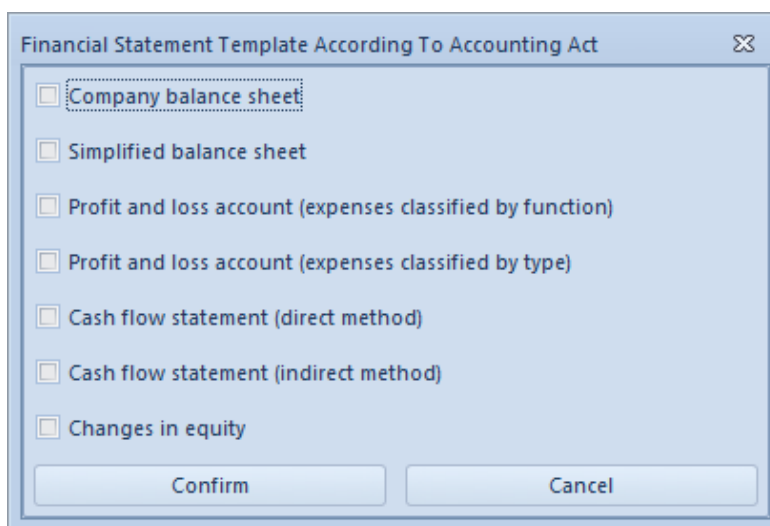 Financial Statement Template According To Accounting Act
Company balance sheet
Simplified balance sheet
Profit and loss account (expenses classified by function)
Profit and loss account (expenses classified by type)
Cash flow statement (direct method)
Cash flow statement (indirect method)
Changes in equity
Confirm Cancel